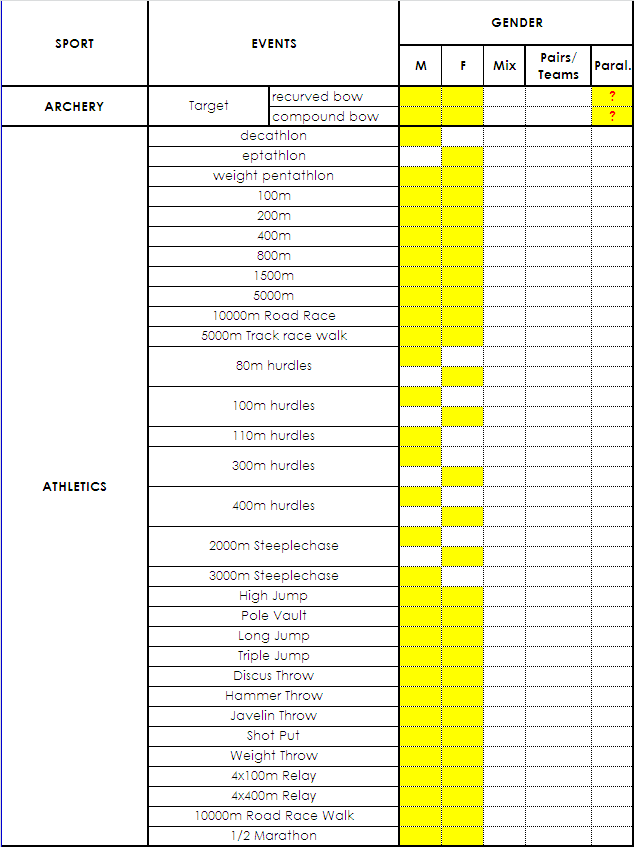 SPORT
EVENTS
GENDER
M F Mix Pairs/ Teams Paral.
ARCHERY
Target
recurved bow ?
compound bow ?
ATHLETICS
decathlon
eptathlon
weight pentathlon
100m
200m
400m
800m
1500m
5000m
10000m Road Race
5000m Track race walk
80m hurdles
100m hurdles
110m hurdles
300m hurdles
400m hurdles
2000m Steeplechase
3000m Steeplechase
High Jump
Pole Vault
Long Jump
Triple Jump
Discus Throw
Hammer Throw
Javelin Throw
Shot Put
Weight Throw
4x100m Relay
4x400m Relay
10000m Road Race Walk
1/2 Marathon